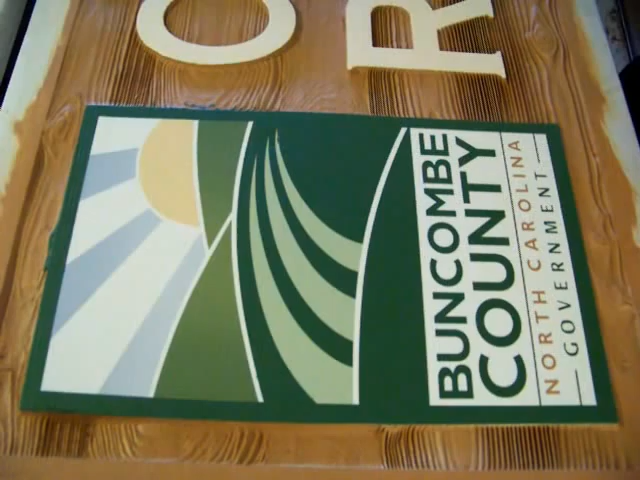 O
R
BUNCOMBE
COUNTY
NORTH CAROLINA
GOVERNMENT